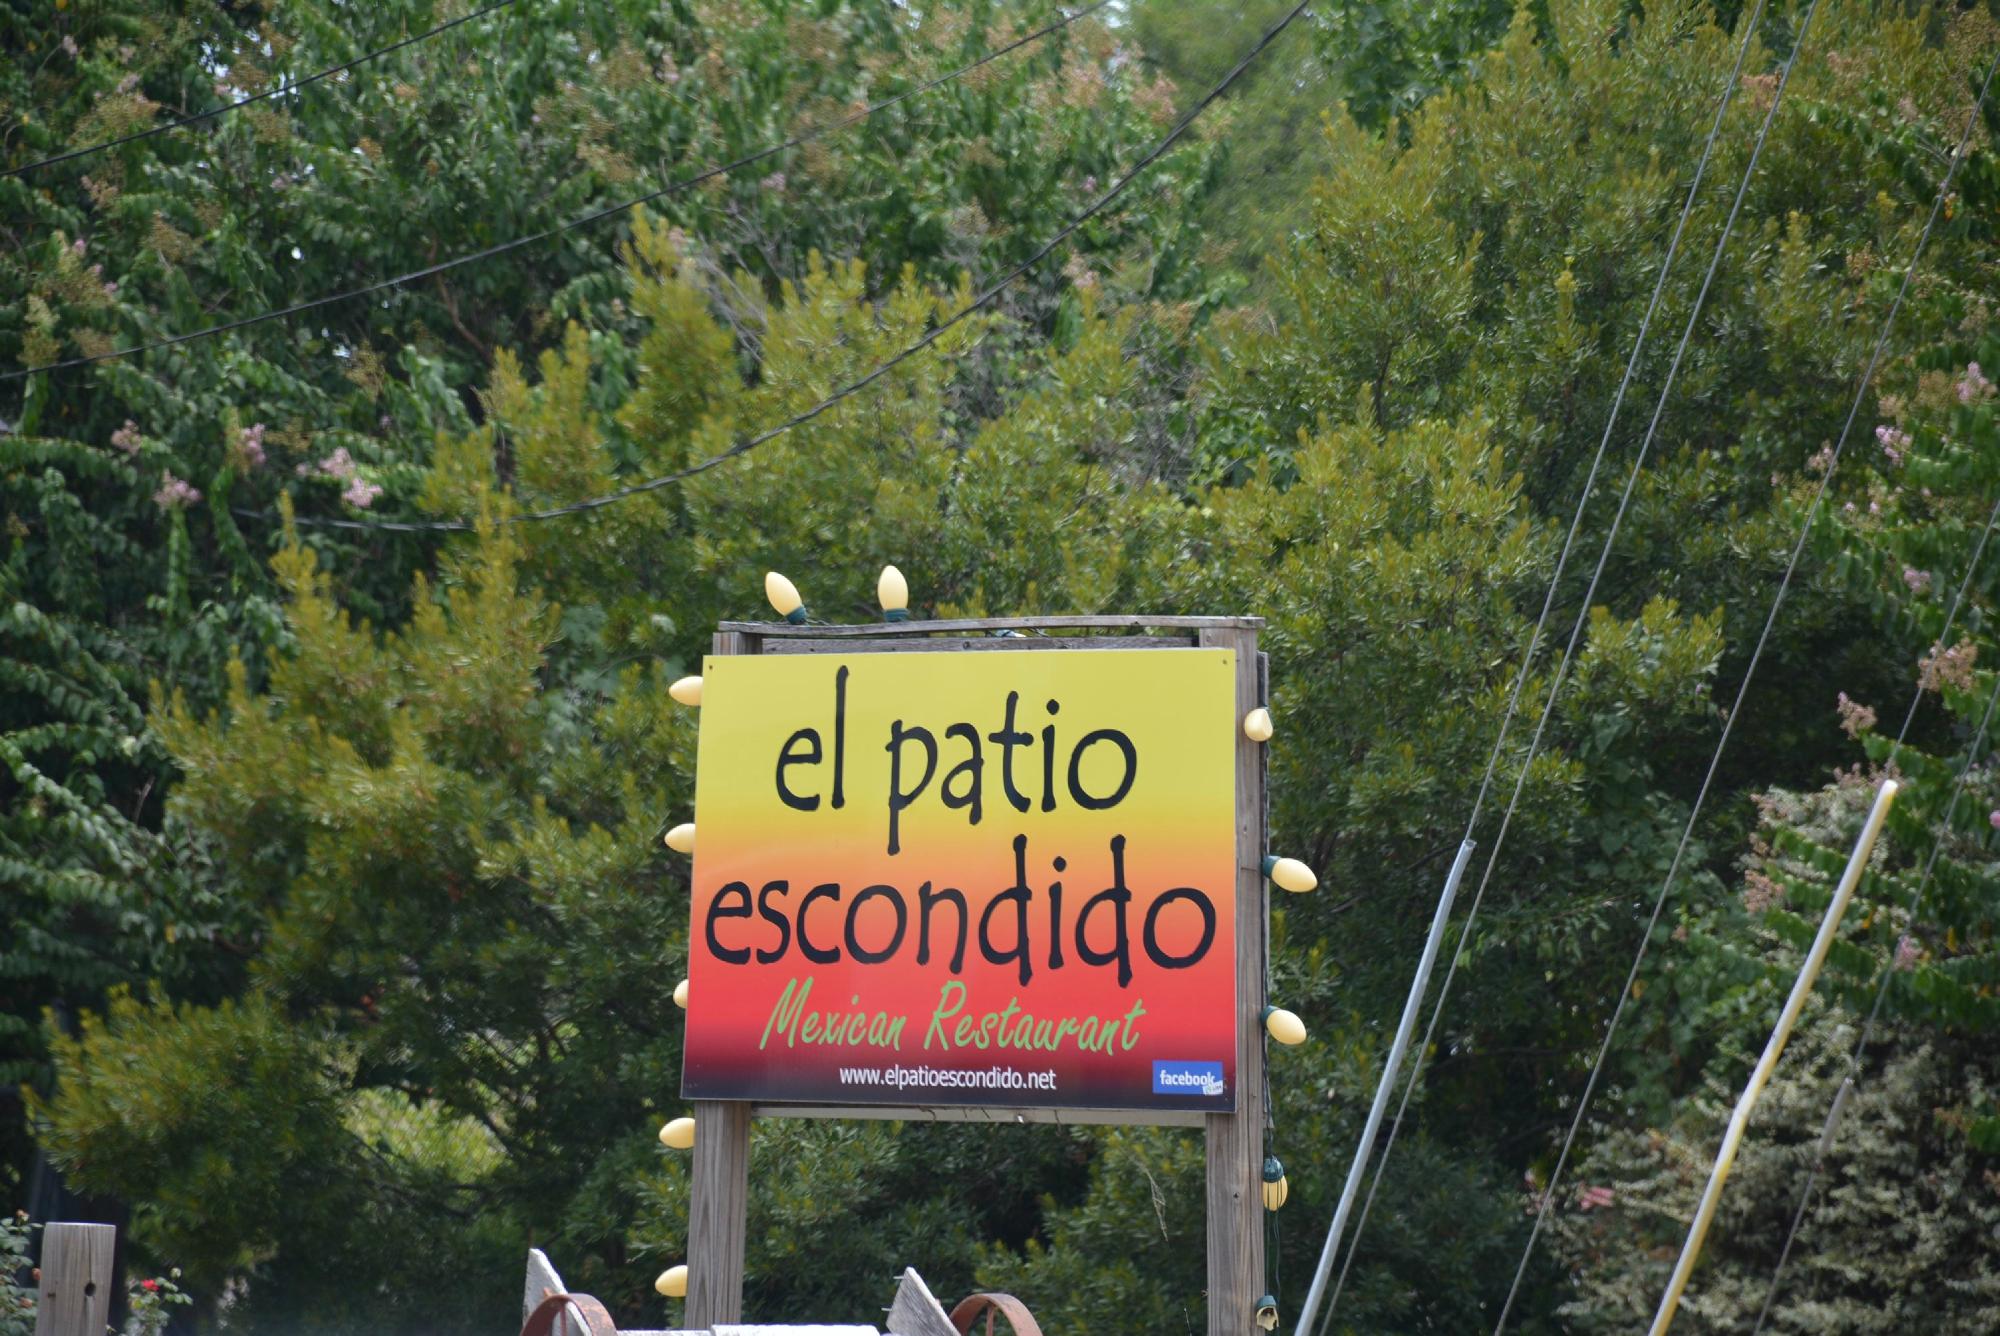 el patio
escondido
Mexican Restaurant
www.elpatioescondido.net
facebook